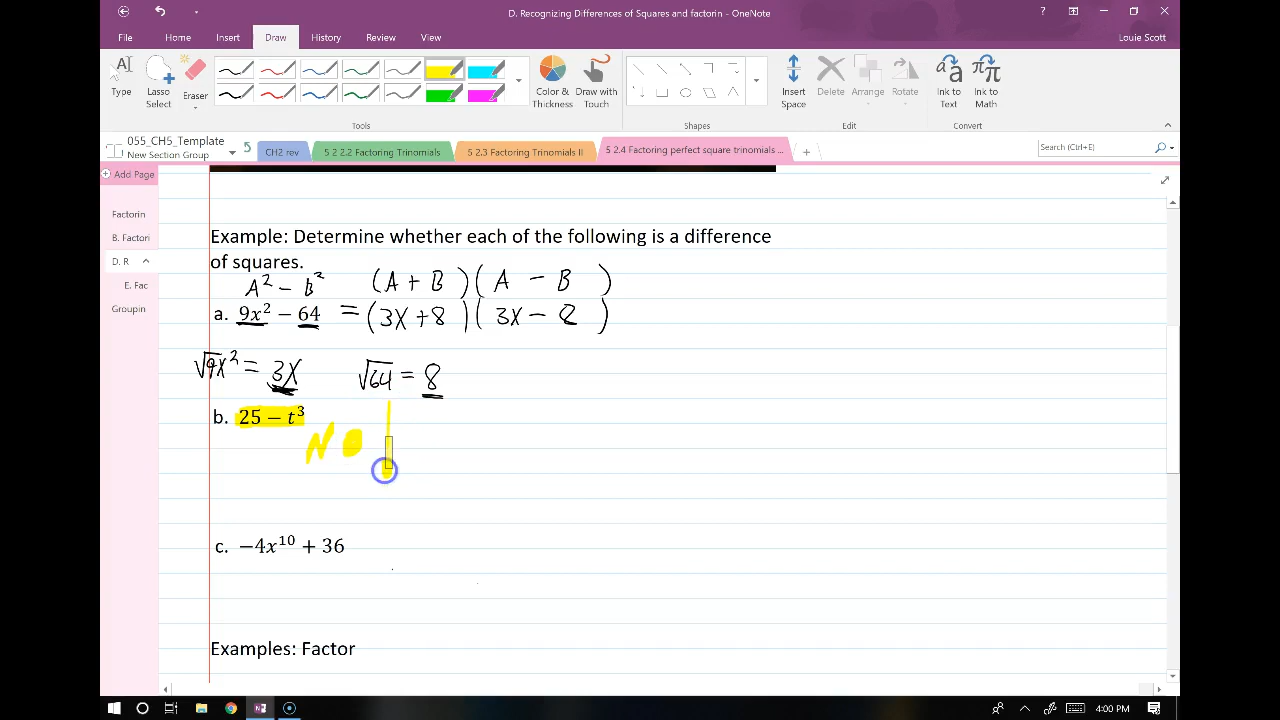 D. Recognizing Differences of Squares and factorin - OneNote
?
File Home Insert Draw History Review View
Louie Scott
Type
Lasso Select
Eraser
Color & Thickness
Draw with Touch
Insert Space
Delete
Arrange
Rotate
Ink to Text
Ink to Math
Tools
Shapes
Edit
Convert
055_CH5_Template
New Section Group
CH2 rev
5 2 2.2 Factoring Trinomials
5 2.3 Factoring Trinomials II
5 2.4 Factoring perfect square trinomials ...
Search (Ctrl+E)
Add Page
Factorin
B. Factori
D. R
E. Fac
Groupin
Example: Determine whether each of the following is a difference
of squares.
A² - B² (A + B)(A - B)
a. 9x² − 64 = (3X + 8)(3X - 8)
√9x² = 3X √64 = 8
b. 25 − t³
NO!
c. −4x¹⁰ + 36
Examples: Factor
4:00 PM